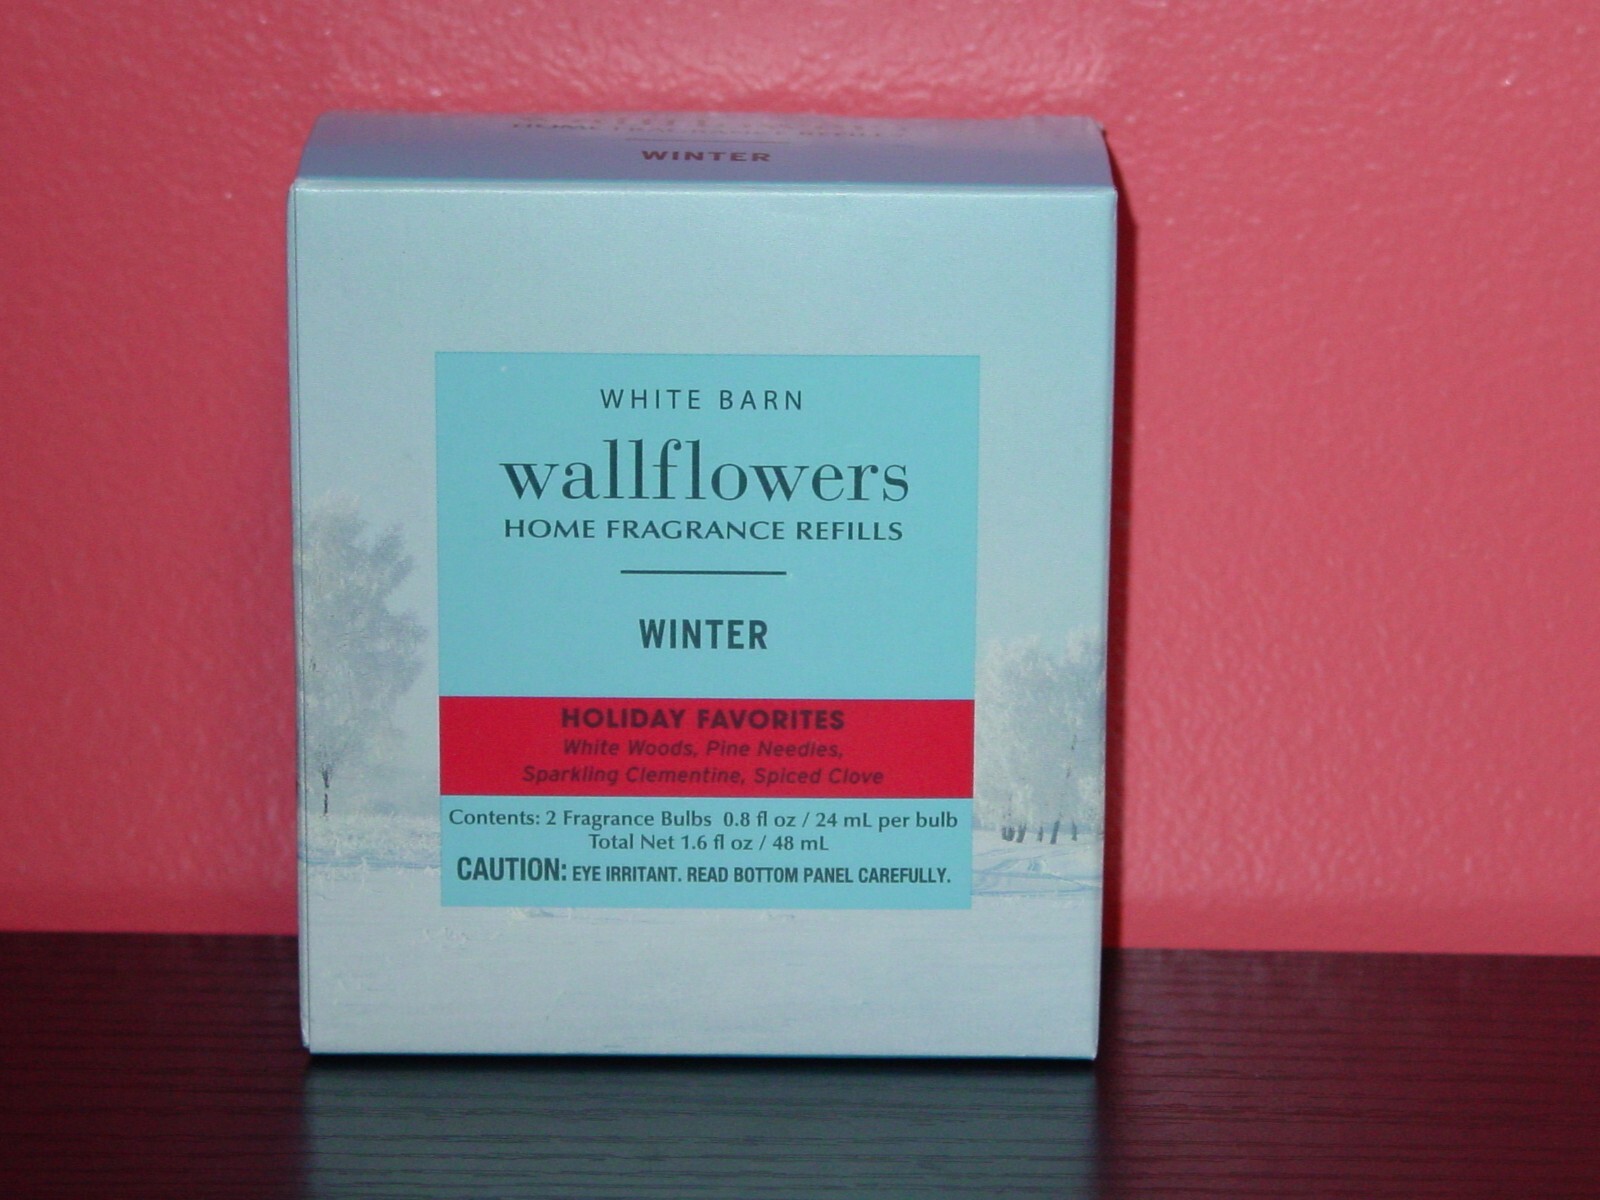 WINTER
WHITE BARN
wallflowers
HOME FRAGRANCE REFILLS
WINTER
HOLIDAY FAVORITES
White Woods, Pine Needles,
Sparkling Clementine, Spiced Clove
Contents: 2 Fragrance Bulbs 0.8 fl oz / 24 mL per bulb
Total Net 1.6 fl oz / 48 mL
CAUTION: EYE IRRITANT. READ BOTTOM PANEL CAREFULLY.